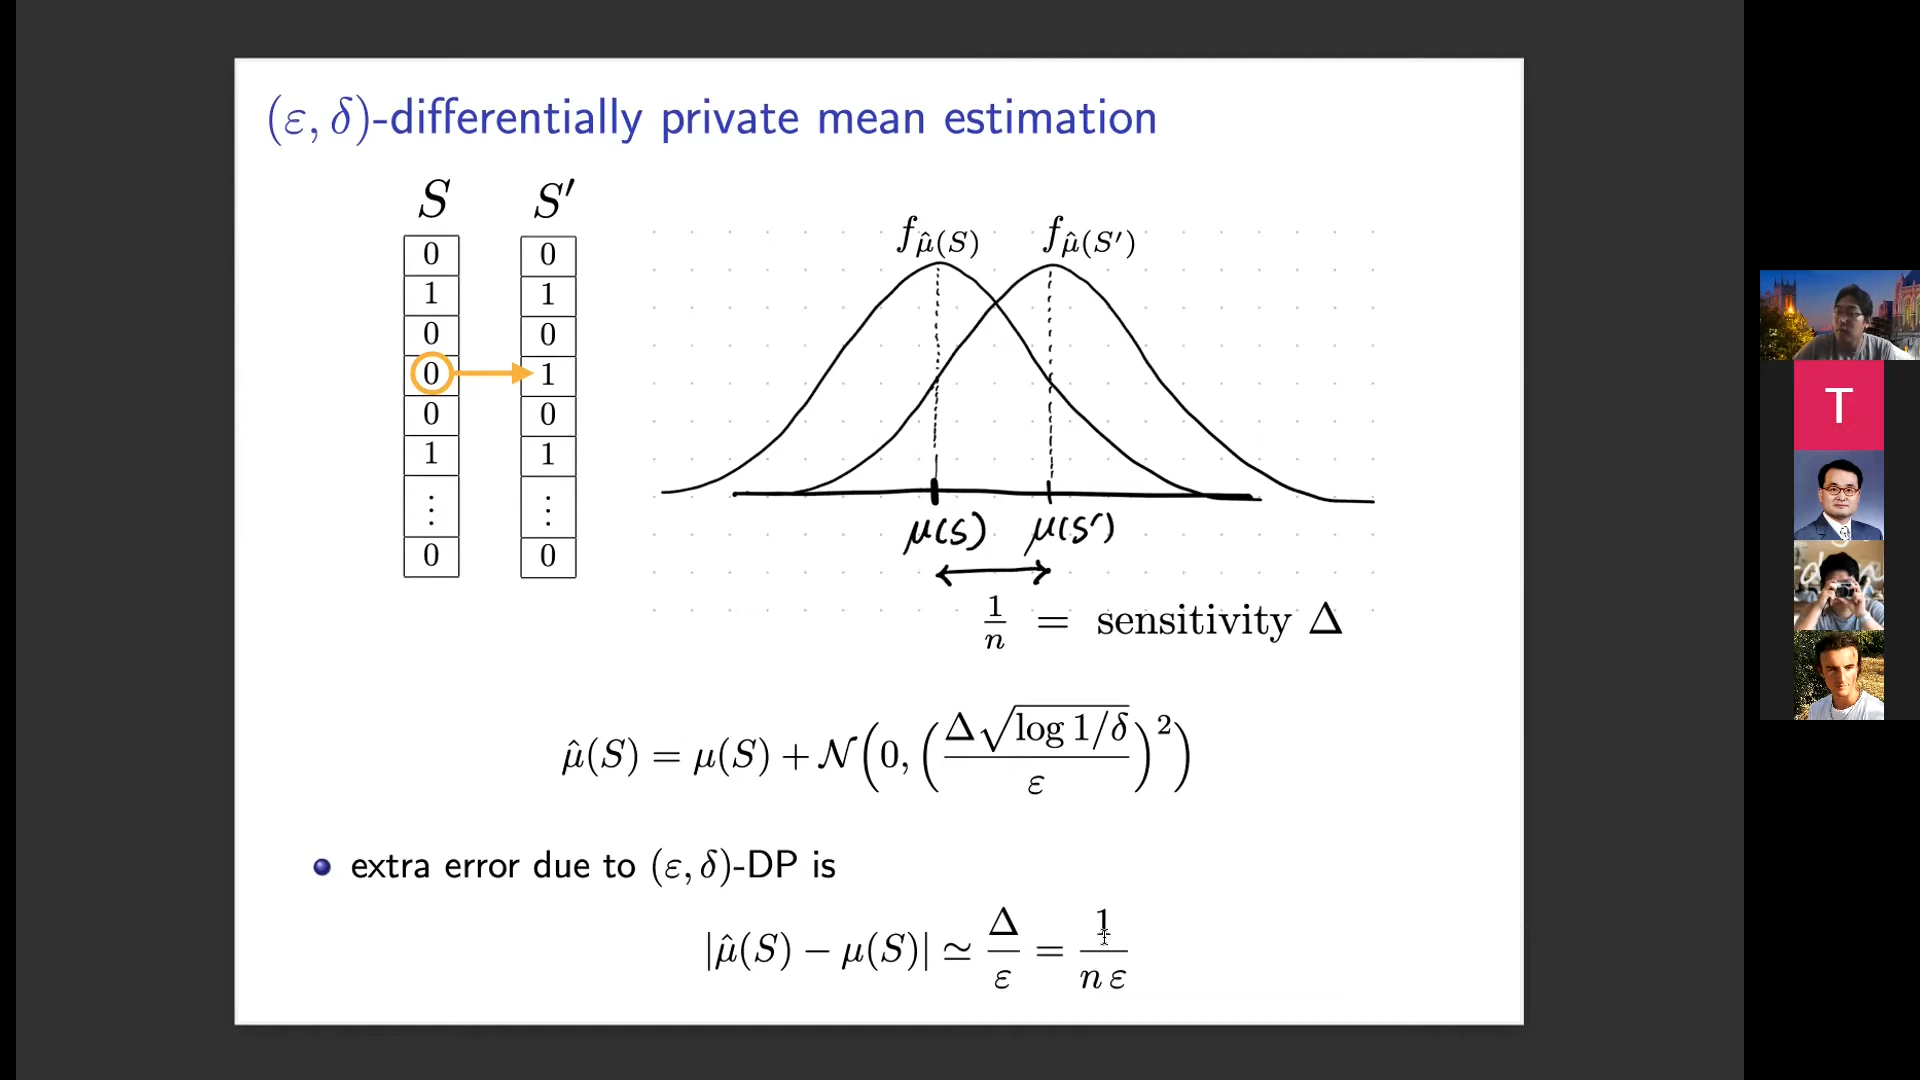 (ε, δ)-differentially private mean estimation
S S′
0 0
1 1
0 0
0 1
0 0
1 1
⋮ ⋮
0 0
f_μ̂(S) f_μ̂(S′)
μ(S) μ(S′)
1/n = sensitivity Δ
μ̂(S) = μ(S) + 𝒩(0, (Δ√(log 1/δ)/ε)²)
extra error due to (ε, δ)-DP is
|μ̂(S) − μ(S)| ≃ Δ/ε = 1/(n ε)
T